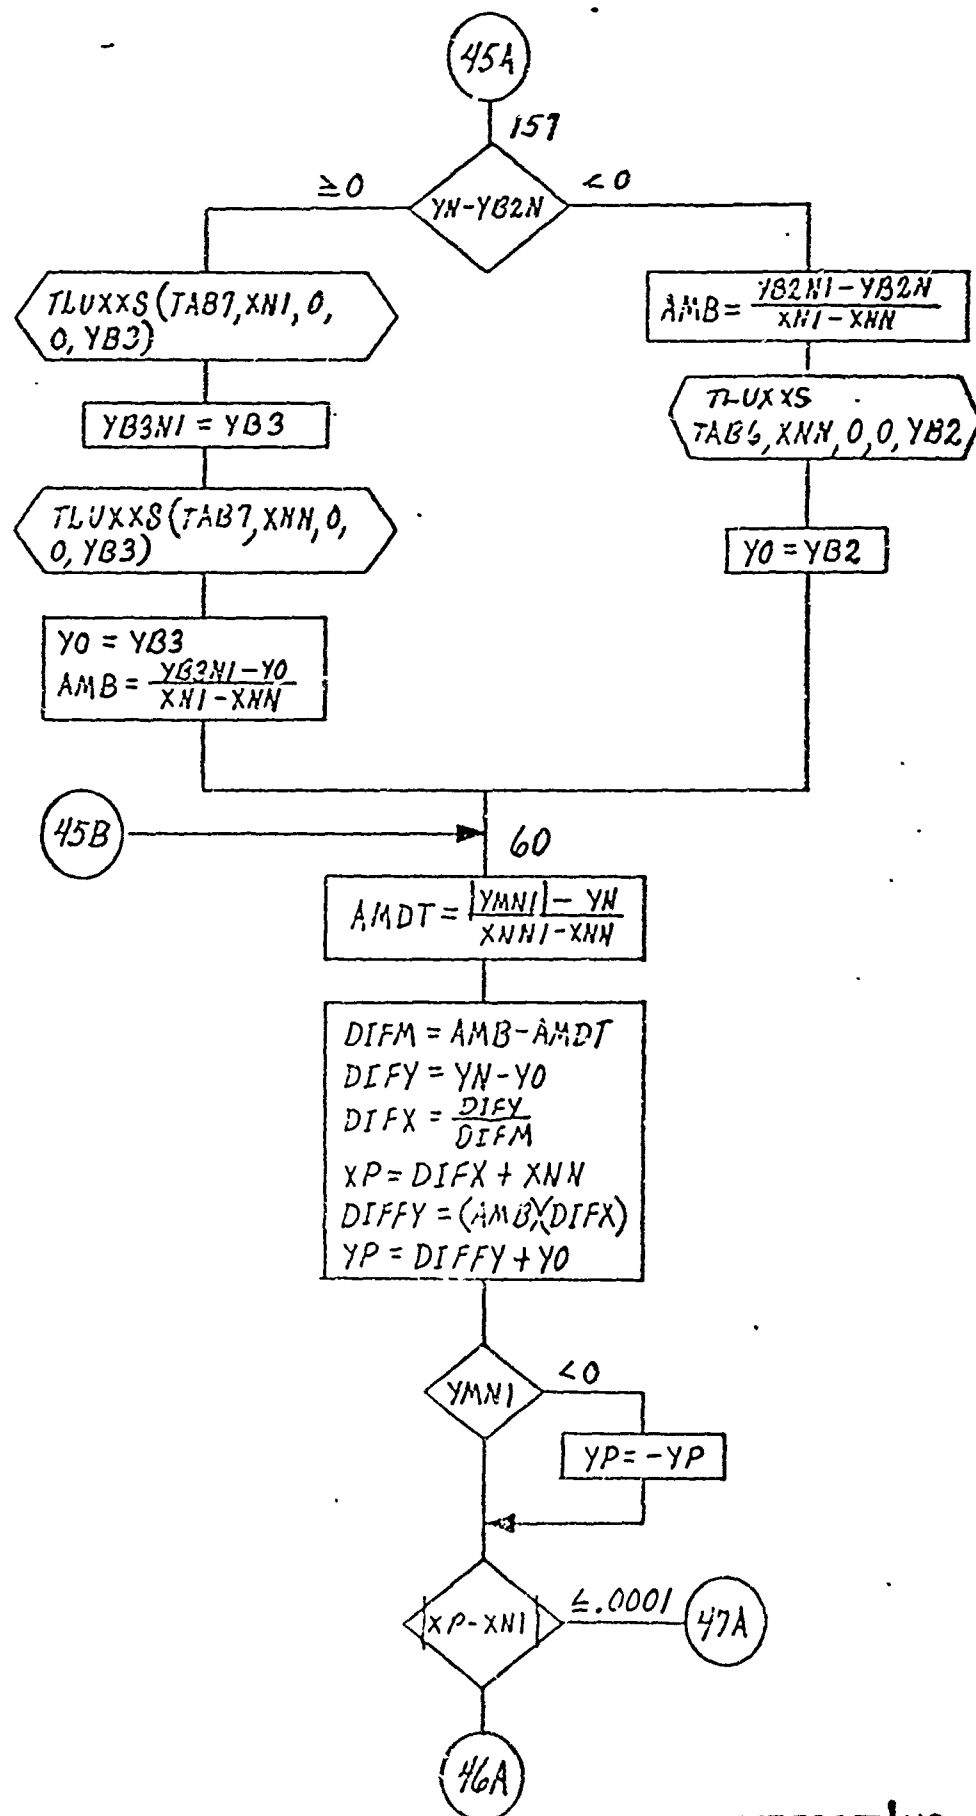 45A
157
≥0
YN-YB2N
<0
TLUXXS(TAB7,XN1,0,
0,YB3)
YB3N1 = YB3
TLUXXS(TAB7,XNN,0,
0,YB3)
YO = YB3
AMB = YB3N1-YO
XN1-XNN
AMB = YB2N1-YB2N
XN1-XNN
TLUXXS
TAB6,XNN,0,0,YB2
YO = YB2
45B
60
AMDT = |YMN1| - YN
XNN1-XNN
DIFM = AMB-AMDT
DIFY = YN-YO
DIFX = DIFY
DIFM
XP = DIFX + XNN
DIFFY = (AMB)(DIFX)
YP = DIFFY + YO
YMN1
<0
YP = -YP
|XP-XN1|
≤.0001
47A
46A